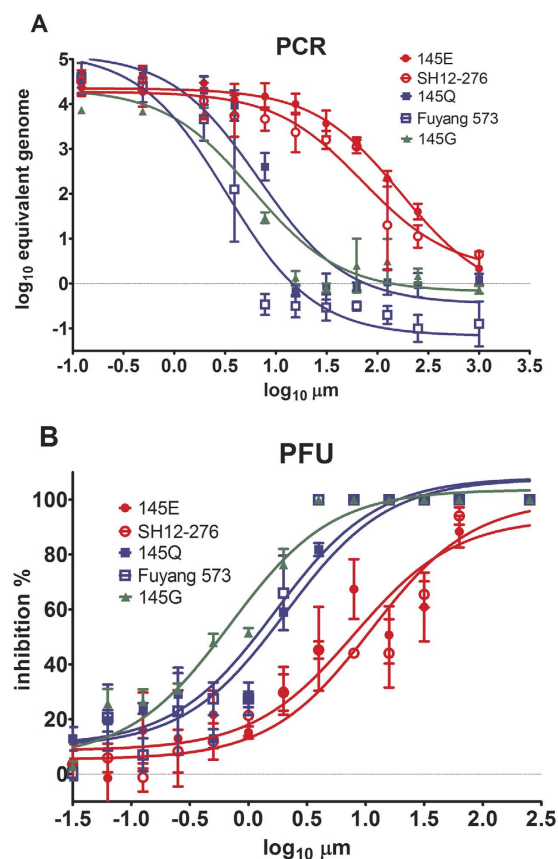 A
PCR
log10 equivalent genome
5
4
3
2
1
0
-1
-1.0 -0.5 0.0 0.5 1.0 1.5 2.0 2.5 3.0 3.5
log10 µm
145E
SH12-276
145Q
Fuyang 573
145G
B
PFU
inhibition %
100
80
60
40
20
0
-1.5 -1.0 -0.5 0.0 0.5 1.0 1.5 2.0 2.5
log10 µm
145E
SH12-276
145Q
Fuyang 573
145G